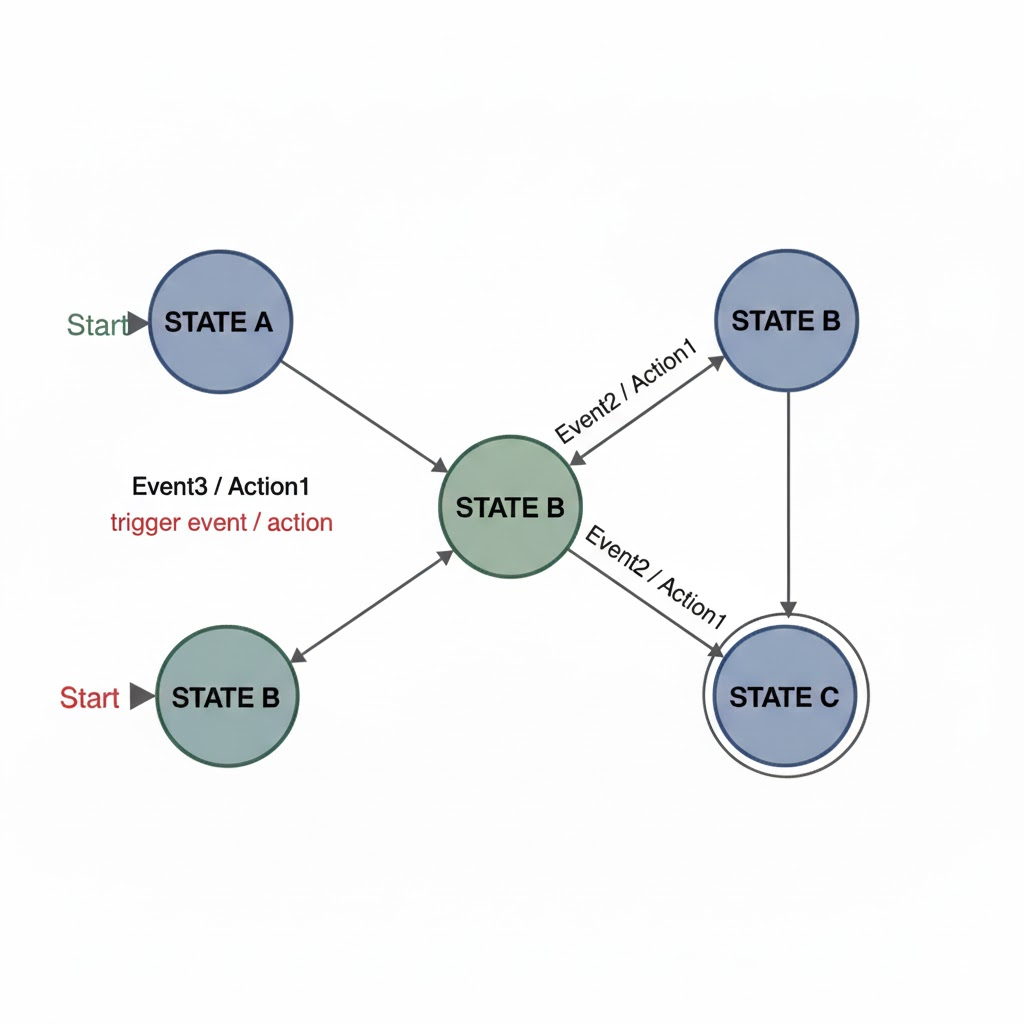 Start
STATE A
STATE B
Event2 / Action1
Event3 / Action1
trigger event / action
STATE B
Event2 / Action1
Start
STATE B
STATE C